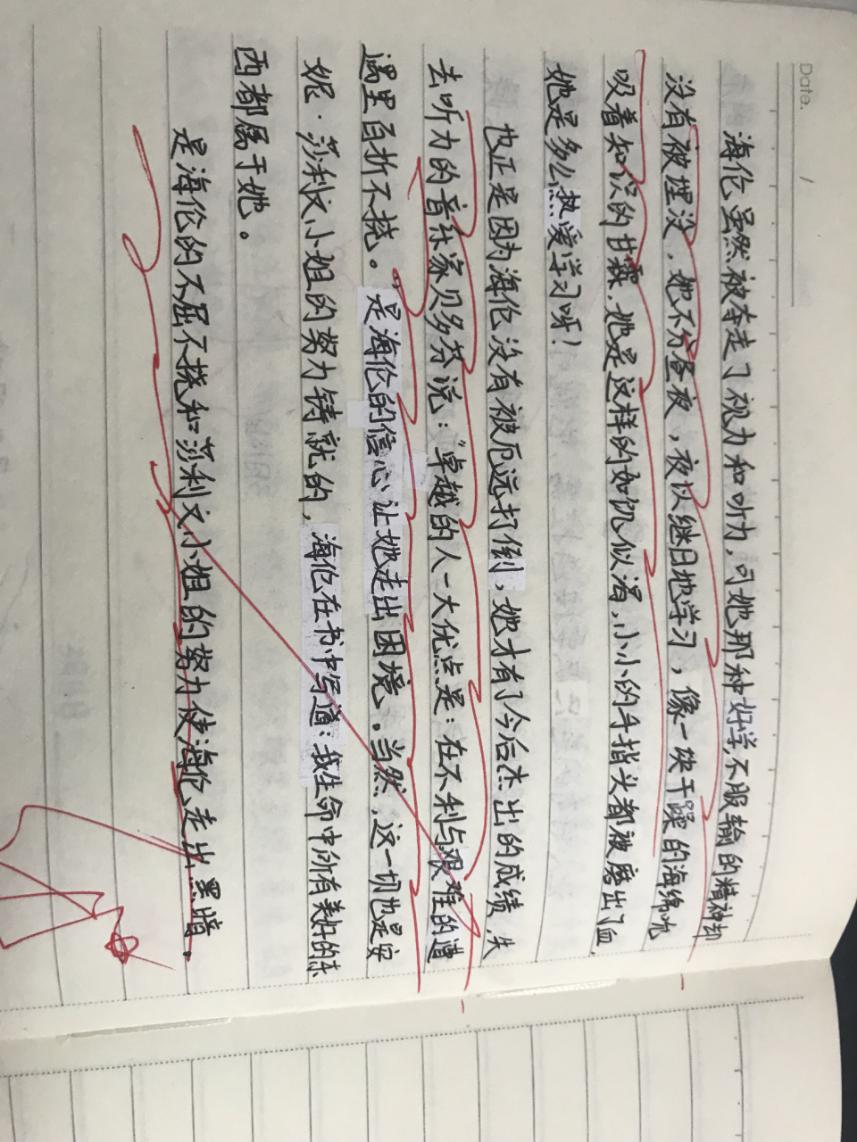 Date.
海伦虽然被夺走了视力和听力,可她那种好学,不服输的精神却
没有被埋没,她不分昼夜,夜以继日地学习,像一块干躁的海绵吮
吸着知识的甘霖,她是这样的如饥似渴,小小的手指头都被磨出了血,
她是多么热爱学习呀!
也正是因为海伦没有被厄远打倒,她才有了今后杰出的成绩,失
去听力的音乐家贝多芬说:“卓越的人一大优点是:在不利与艰难的遭
遇里百折不挠。”是海伦的信心让她走出困境。当然,这一切也是安
妮·莎利文小姐的努力铸就的,海伦在书中写道:我生命中所有美好的东
西都属于她。
是海伦的不屈不挠和莎利文小姐的努力使海伦走出黑暗。